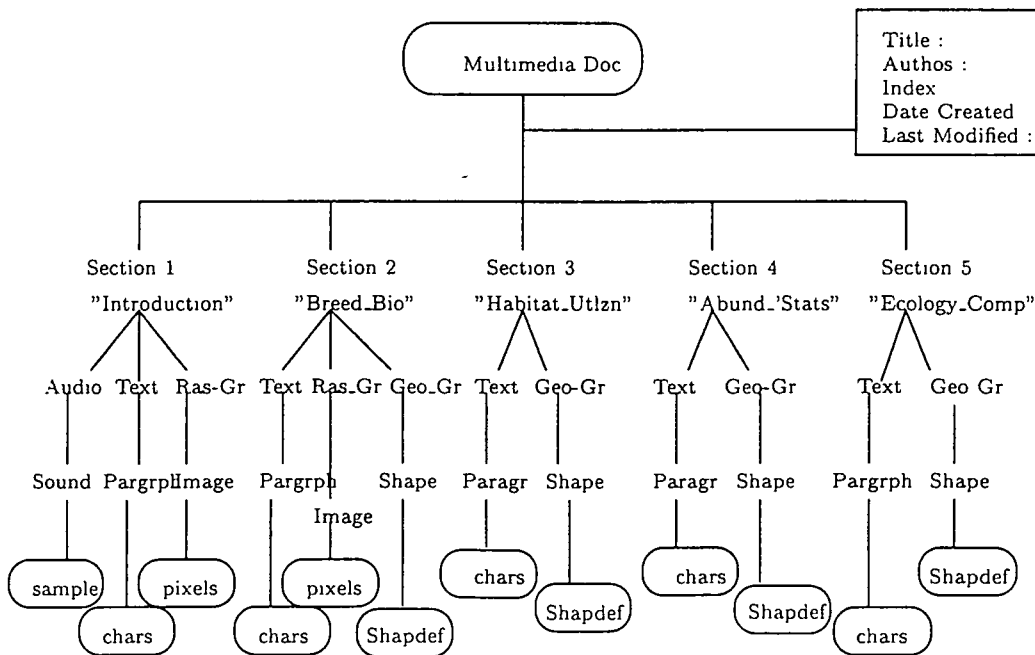 Multimedia Doc
Title :
Authos :
Index
Date Created
Last Modified :
Section 1 Section 2 Section 3 Section 4 Section 5
"Introduction" "Breed_Bio" "Habitat_Utlzn" "Abund_'Stats" "Ecology_Comp"
Audio Text Ras-Gr Text Ras_Gr Geo_Gr Text Geo-Gr Text Geo-Gr Text Geo Gr
Sound Pargrph Image Pargrph Shape Paragr Shape Paragr Shape Pargrph Shape
Image
sample pixels pixels chars chars Shapdef
chars chars Shapdef Shapdef Shapdef chars